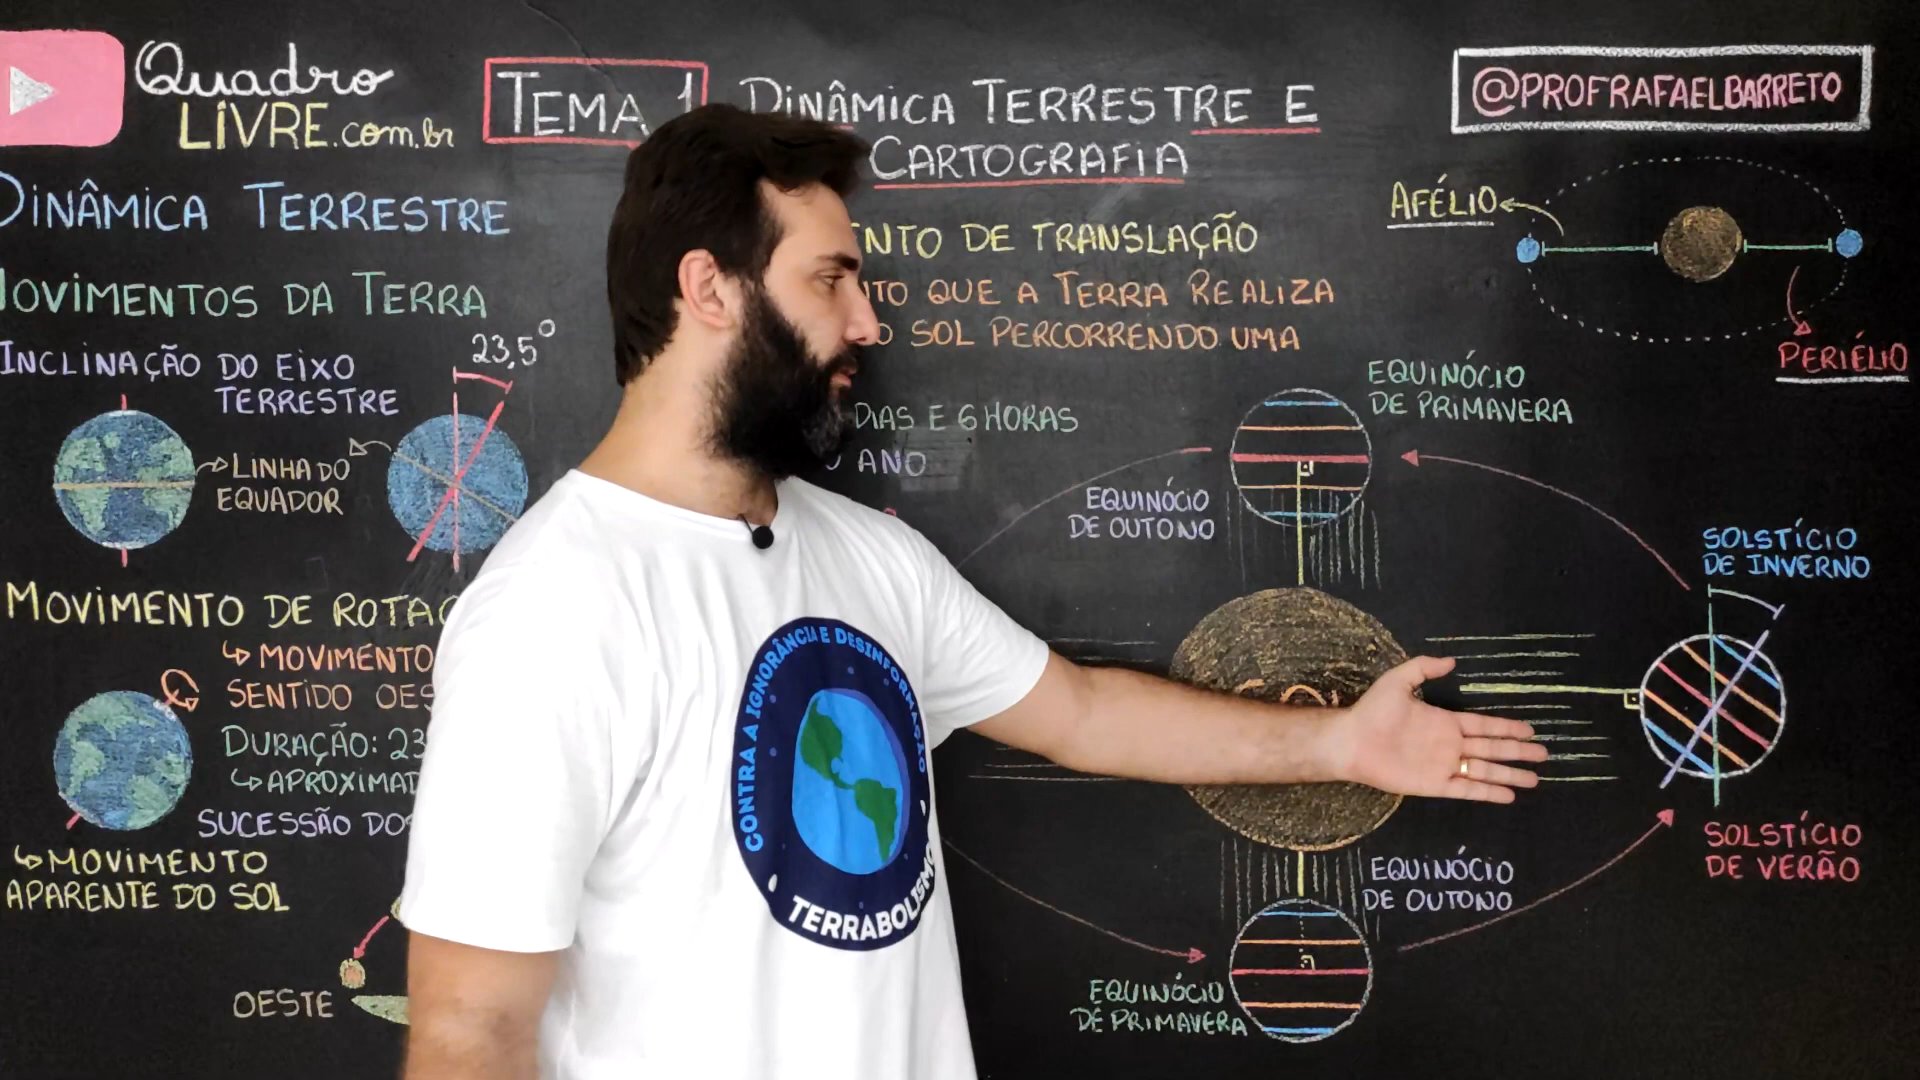 Quadro
LIVRE.com.br
TEMA 1
DINÂMICA TERRESTRE E
CARTOGRAFIA
@PROFRAFAELBARRETO
DINÂMICA TERRESTRE
MOVIMENTOS DA TERRA
INCLINAÇÃO DO EIXO
TERRESTRE
23,5°
LINHA DO
EQUADOR
MOVIMENTO DE ROTAÇ
↳ MOVIMENTO
SENTIDO OES
DURAÇÃO: 23
↳ APROXIMAD
SUCESSÃO DOS
↳ MOVIMENTO
APARENTE DO SOL
OESTE
NTO DE TRANSLAÇÃO
NTO QUE A TERRA REALIZA
O SOL PERCORRENDO UMA
DIAS E 6 HORAS
ANO
AFÉLIO
PERIÉLIO
EQUINÓCIO
DE PRIMAVERA
EQUINÓCIO
DE OUTONO
SOLSTÍCIO
DE INVERNO
SOLSTÍCIO
DE VERÃO
EQUINÓCIO
DE OUTONO
EQUINÓCIO
DE PRIMAVERA
CONTRA A IGNORÂNCIA E DESINFORMAÇÃO
TERRABOLISMO